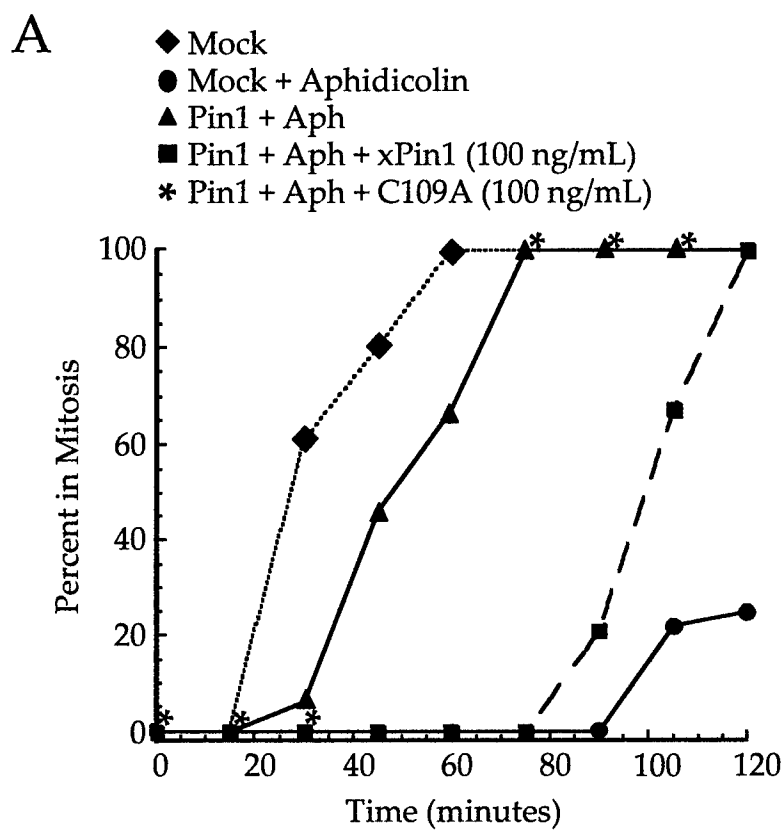 A
Mock
Mock + Aphidicolin
Pin1 + Aph
Pin1 + Aph + xPin1 (100 ng/mL)
* Pin1 + Aph + C109A (100 ng/mL)
100
80
60
40
20
0
Percent in Mitosis
0 20 40 60 80 100 120
Time (minutes)